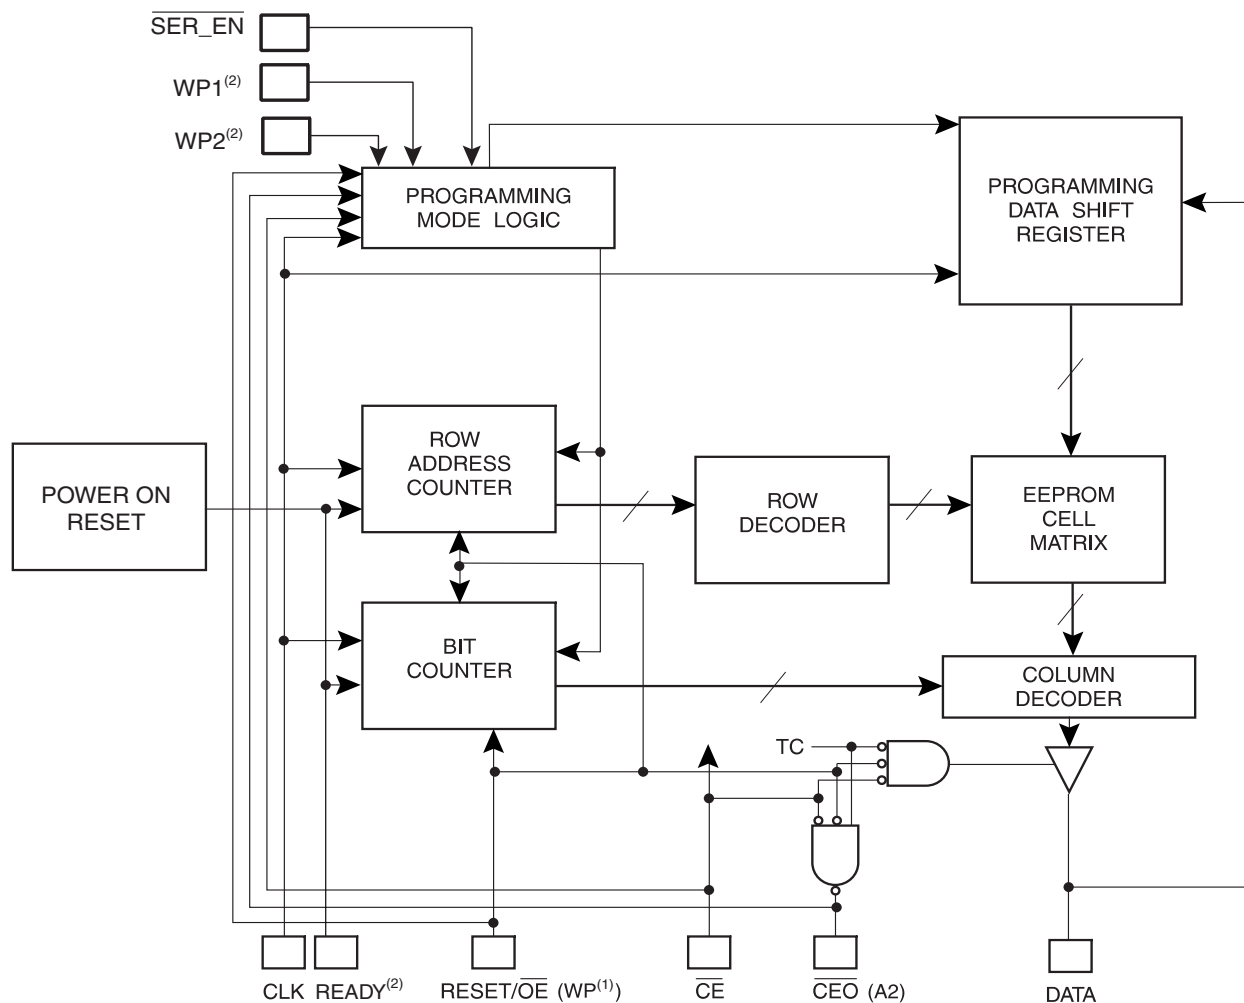 SER_EN
WP1(2)
WP2(2)
PROGRAMMING
MODE LOGIC
PROGRAMMING
DATA SHIFT
REGISTER
POWER ON
RESET
ROW
ADDRESS
COUNTER
ROW
DECODER
EEPROM
CELL
MATRIX
BIT
COUNTER
COLUMN
DECODER
TC
CLK
READY(2)
RESET/OE (WP(1))
CE
CEO (A2)
DATA